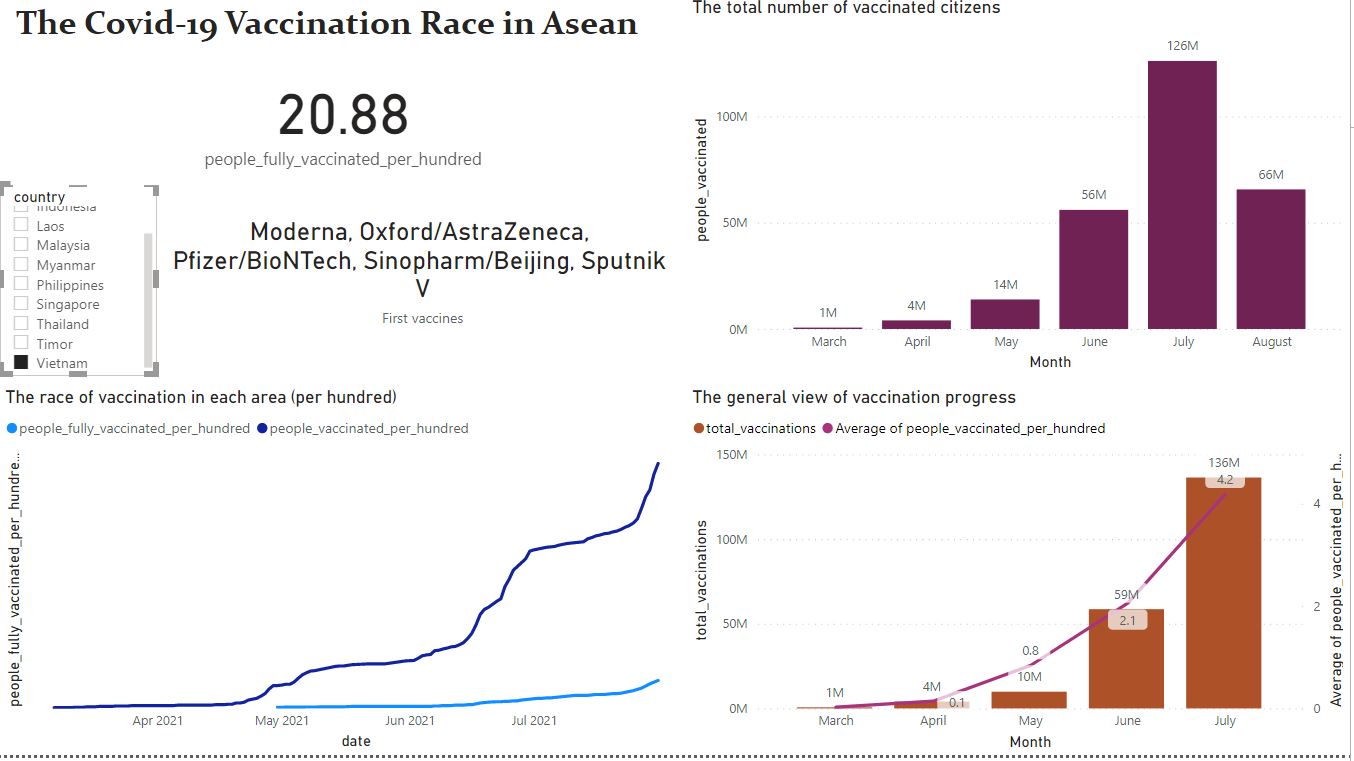 The Covid-19 Vaccination Race in Asean
20.88
people_fully_vaccinated_per_hundred
country
Indonesia
Laos
Malaysia
Myanmar
Philippines
Singapore
Thailand
Timor
Vietnam
Moderna, Oxford/AstraZeneca,
Pfizer/BioNTech, Sinopharm/Beijing, Sputnik
V
First vaccines
The total number of vaccinated citizens
people_vaccinated
100M
50M
0M
1M
4M
14M
56M
126M
66M
March April May June July August
Month
The race of vaccination in each area (per hundred)
people_fully_vaccinated_per_hundred people_vaccinated_per_hundred
people_fully_vaccinated_per_hundre...
Apr 2021 May 2021 Jun 2021 Jul 2021
date
The general view of vaccination progress
total_vaccinations Average of people_vaccinated_per_hundred
total_vaccinations
150M
100M
50M
0M
1M
4M
0.1
0.8
10M
59M
2.1
136M
4.2
4
2
0
Average of people_vaccinated_per_h...
March April May June July
Month